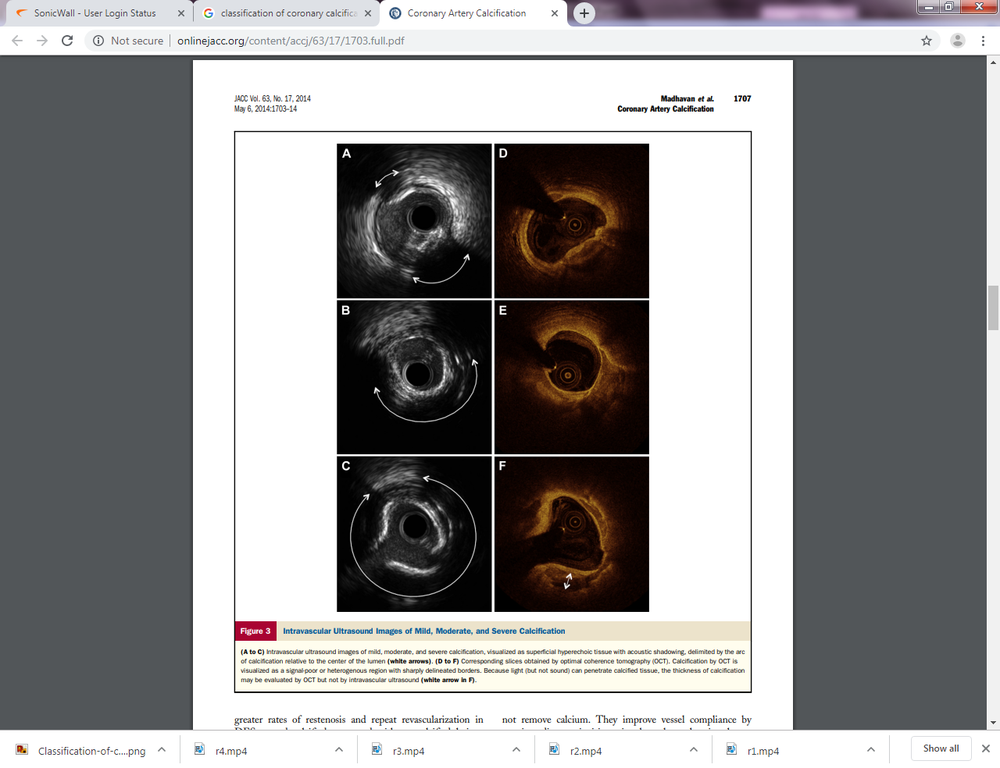 SonicWall - User Login Status
classification of coronary calcifica
Coronary Artery Calcification
Not secure
onlinejacc.org/content/accj/63/17/1703.full.pdf
JACC Vol. 63, No. 17, 2014
May 6, 2014:1703–14
Madhavan et al.
1707
Coronary Artery Calcification
A
D
B
E
C
F
Figure 3
Intravascular Ultrasound Images of Mild, Moderate, and Severe Calcification
(A to C) Intravascular ultrasound images of mild, moderate, and severe calcification, visualized as superficial hyperechoic tissue with acoustic shadowing, delimited by the arc
of calcification relative to the center of the lumen (white arrows). (D to F) Corresponding slices obtained by optimal coherence tomography (OCT). Calcification by OCT is
visualized as a signal-poor or heterogenous region with sharply delineated borders. Because light (but not sound) can penetrate calcified tissue, the thickness of calcification
may be evaluated by OCT but not by intravascular ultrasound (white arrow in F).
greater rates of restenosis and repeat revascularization in
not remove calcium. They improve vessel compliance by
Classification-of-c....png
r4.mp4
r3.mp4
r2.mp4
r1.mp4
Show all